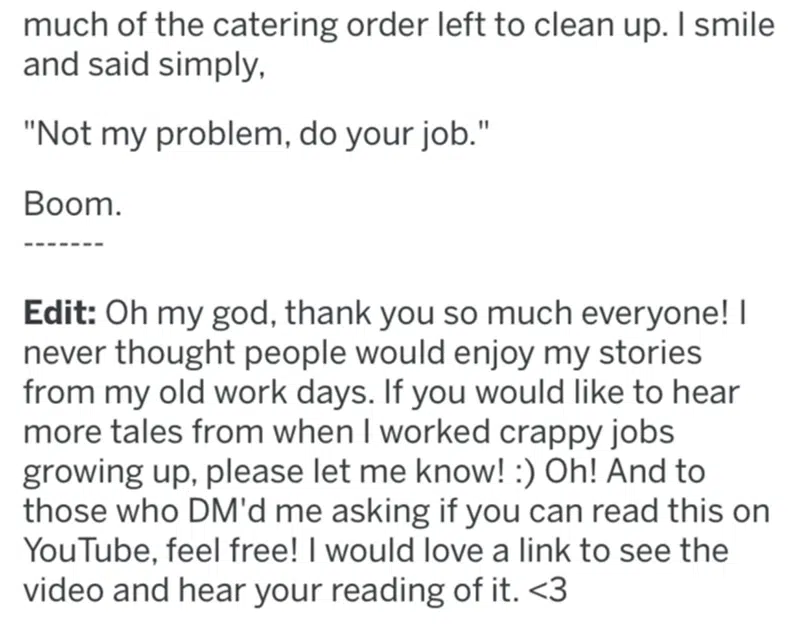 much of the catering order left to clean up. I smile
and said simply,
"Not my problem, do your job."
Boom.
-------
Edit: Oh my god, thank you so much everyone! I
never thought people would enjoy my stories
from my old work days. If you would like to hear
more tales from when I worked crappy jobs
growing up, please let me know! :) Oh! And to
those who DM'd me asking if you can read this on
YouTube, feel free! I would love a link to see the
video and hear your reading of it. <3